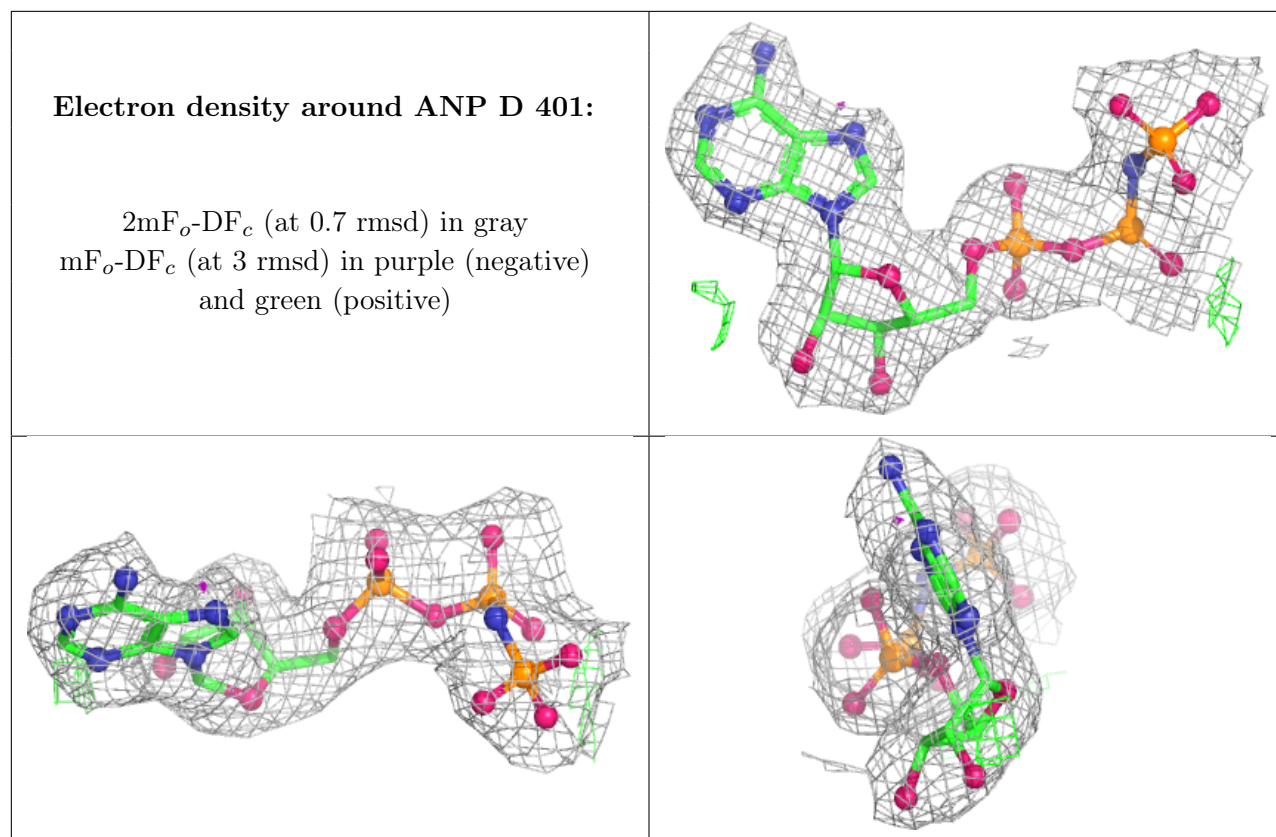 Electron density around ANP D 401:
2mFo-DFc (at 0.7 rmsd) in gray
mFo-DFc (at 3 rmsd) in purple (negative)
and green (positive)